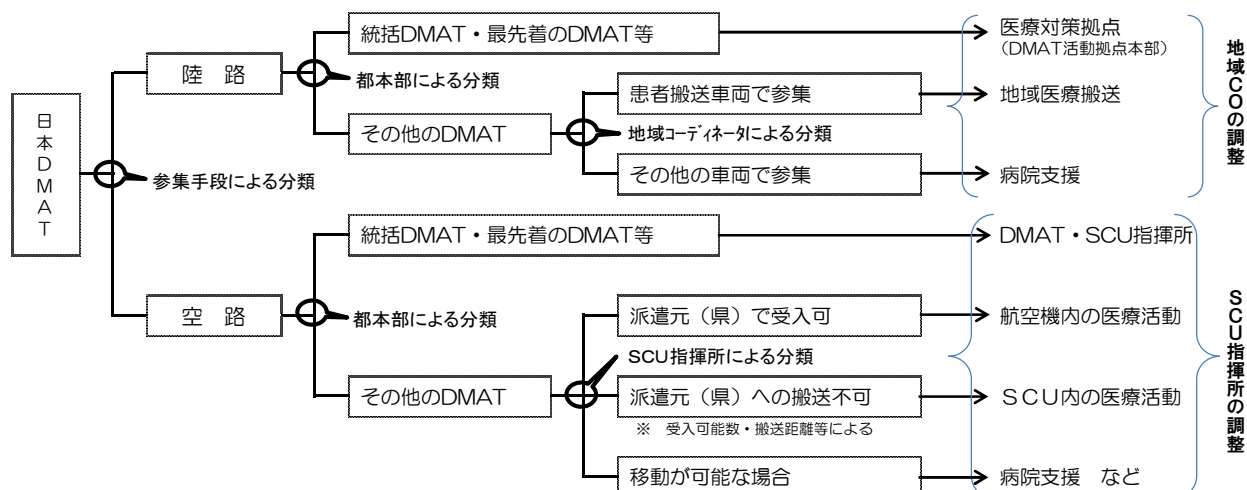 日本DMAT
参集手段による分類
陸　路
都本部による分類
統括DMAT・最先着のDMAT等
医療対策拠点
（DMAT活動拠点本部）
その他のDMAT
地域コーディネータによる分類
患者搬送車両で参集
地域医療搬送
その他の車両で参集
病院支援
地域COの調整
空　路
都本部による分類
統括DMAT・最先着のDMAT等
DMAT・SCU指揮所
その他のDMAT
SCU指揮所による分類
派遣元（県）で受入可
航空機内の医療活動
派遣元（県）への搬送不可
※　受入可能数・搬送距離等による
ＳＣＵ内の医療活動
移動が可能な場合
病院支援　など
SCU指揮所の調整